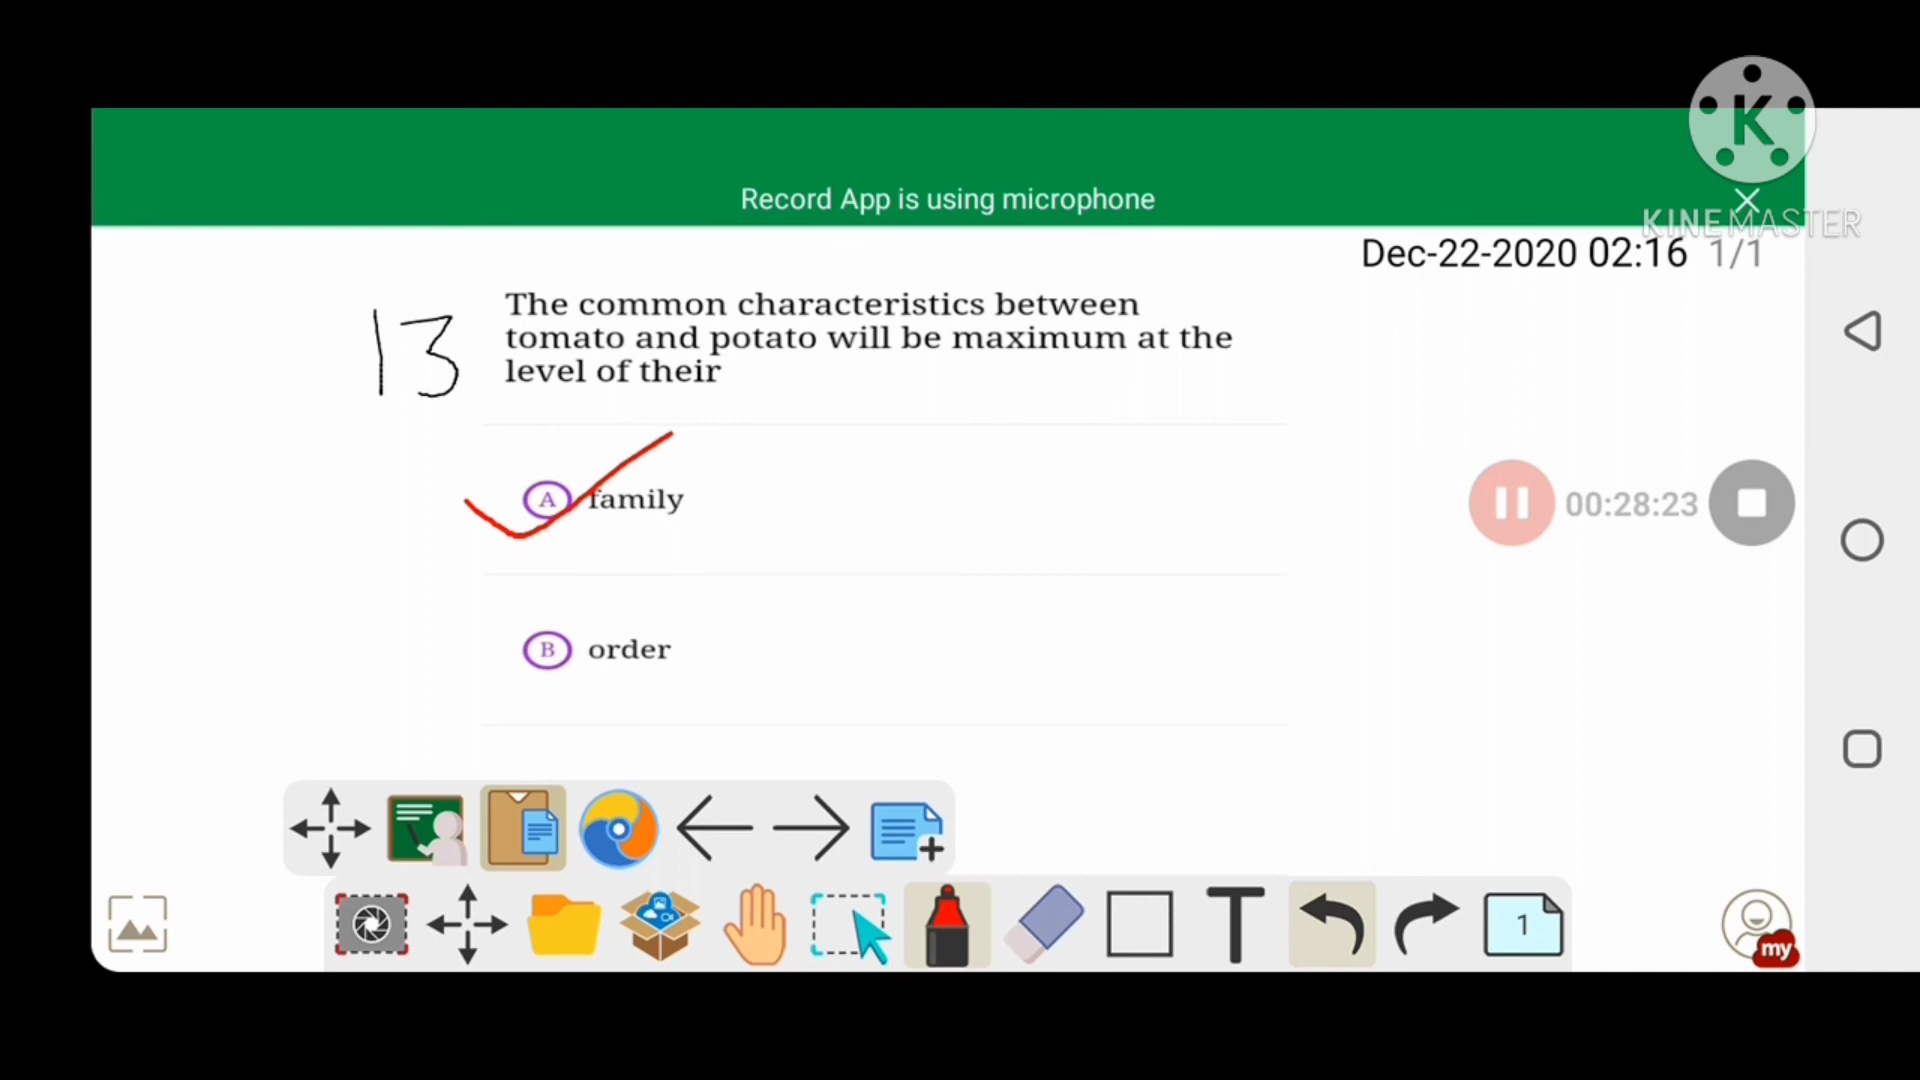 K
Record App is using microphone
KINEMASTER
Dec-22-2020 02:16 1/1
13
The common characteristics between
tomato and potato will be maximum at the
level of their
A family
00:28:23
B order
T
1
my